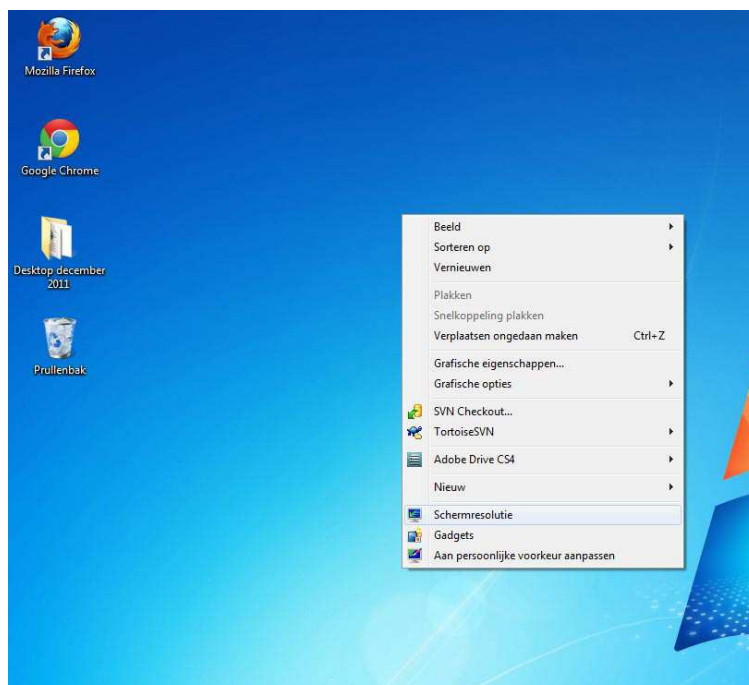 Mozilla Firefox
Google Chrome
Desktop december
2011
Prullenbak
Beeld
Sorteren op
Vernieuwen
Plakken
Snelkoppeling plakken
Verplaatsen ongedaan maken Ctrl+Z
Grafische eigenschappen...
Grafische opties
SVN Checkout...
TortoiseSVN
Adobe Drive CS4
Nieuw
Schermresolutie
Gadgets
Aan persoonlijke voorkeur aanpassen